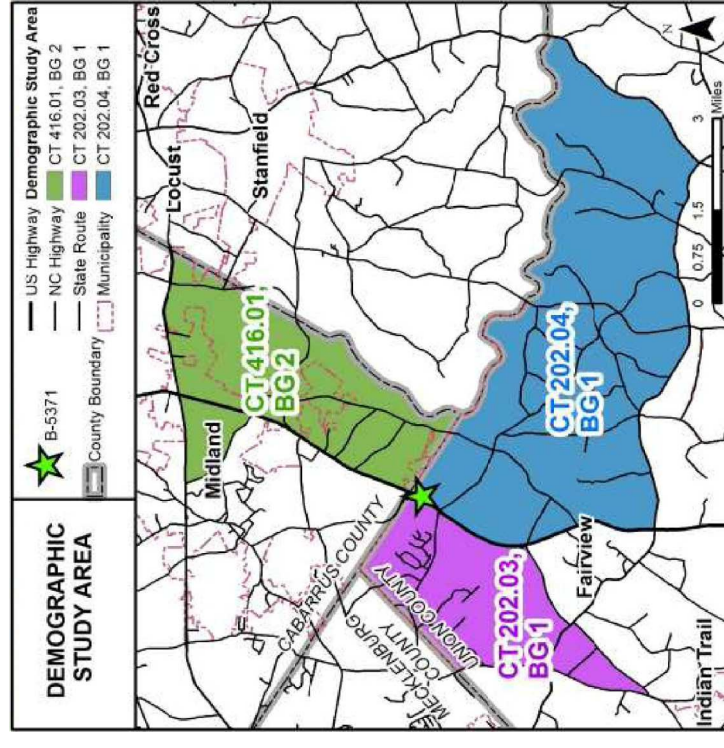 DEMOGRAPHIC
STUDY AREA
B-5371
County Boundary
US Highway
NC Highway
State Route
Municipality
Demographic Study Area
CT 416.01, BG 2
CT 202.03, BG 1
CT 202.04, BG 1
Red Cross
Locust
Stanfield
Midland
CT 416.01,
BG 2
CABARRUS COUNTY
UNION COUNTY
MECKLENBURG
COUNTY
CT 202.03,
BG 1
CT 202.04,
BG 1
Fairview
Indian Trail
N
0 0.75 1.5 3
Miles